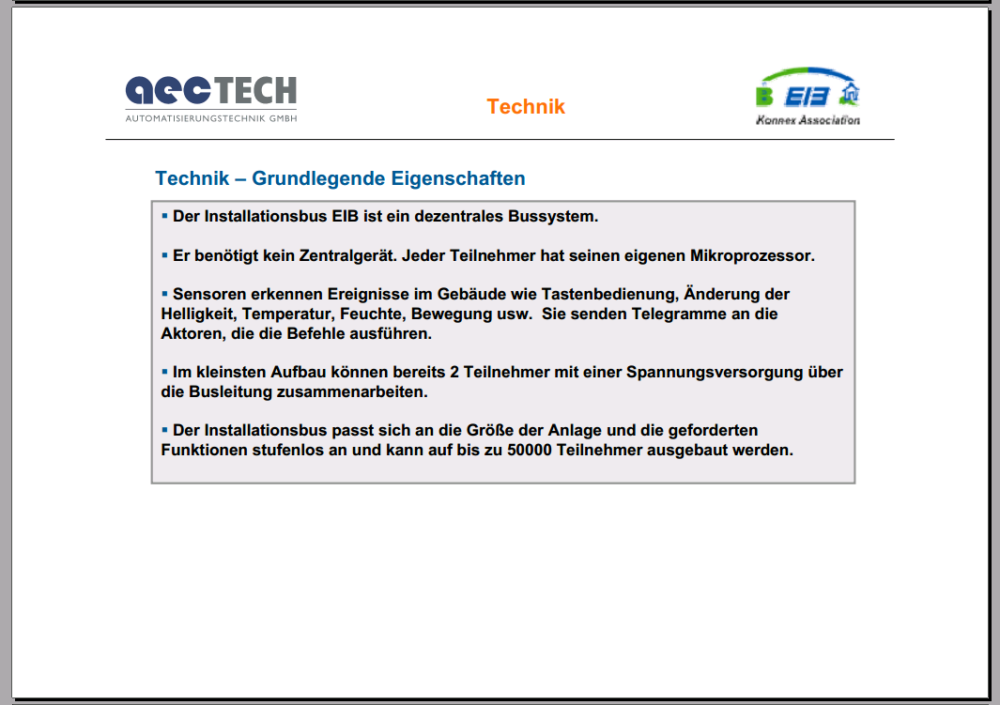 aecTECH
AUTOMATISIERUNGSTECHNIK GMBH
Technik
B EIB
Konnex Association
Technik – Grundlegende Eigenschaften
▪ Der Installationsbus EIB ist ein dezentrales Bussystem.
▪ Er benötigt kein Zentralgerät. Jeder Teilnehmer hat seinen eigenen Mikroprozessor.
▪ Sensoren erkennen Ereignisse im Gebäude wie Tastenbedienung, Änderung der
Helligkeit, Temperatur, Feuchte, Bewegung usw.  Sie senden Telegramme an die
Aktoren, die die Befehle ausführen.
▪ Im kleinsten Aufbau können bereits 2 Teilnehmer mit einer Spannungsversorgung über
die Busleitung zusammenarbeiten.
▪ Der Installationsbus passt sich an die Größe der Anlage und die geforderten
Funktionen stufenlos an und kann auf bis zu 50000 Teilnehmer ausgebaut werden.